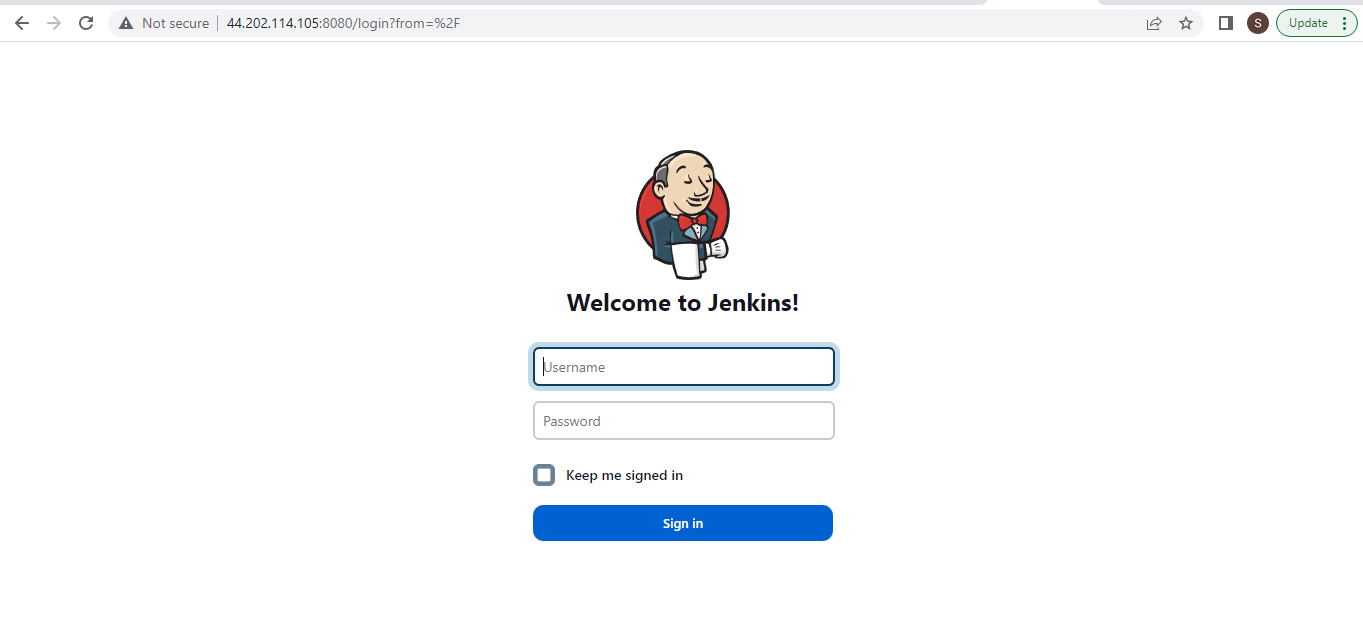 Not secure 44.202.114.105:8080/login?from=%2F S Update
Welcome to Jenkins!
Username
Password
Keep me signed in
Sign in